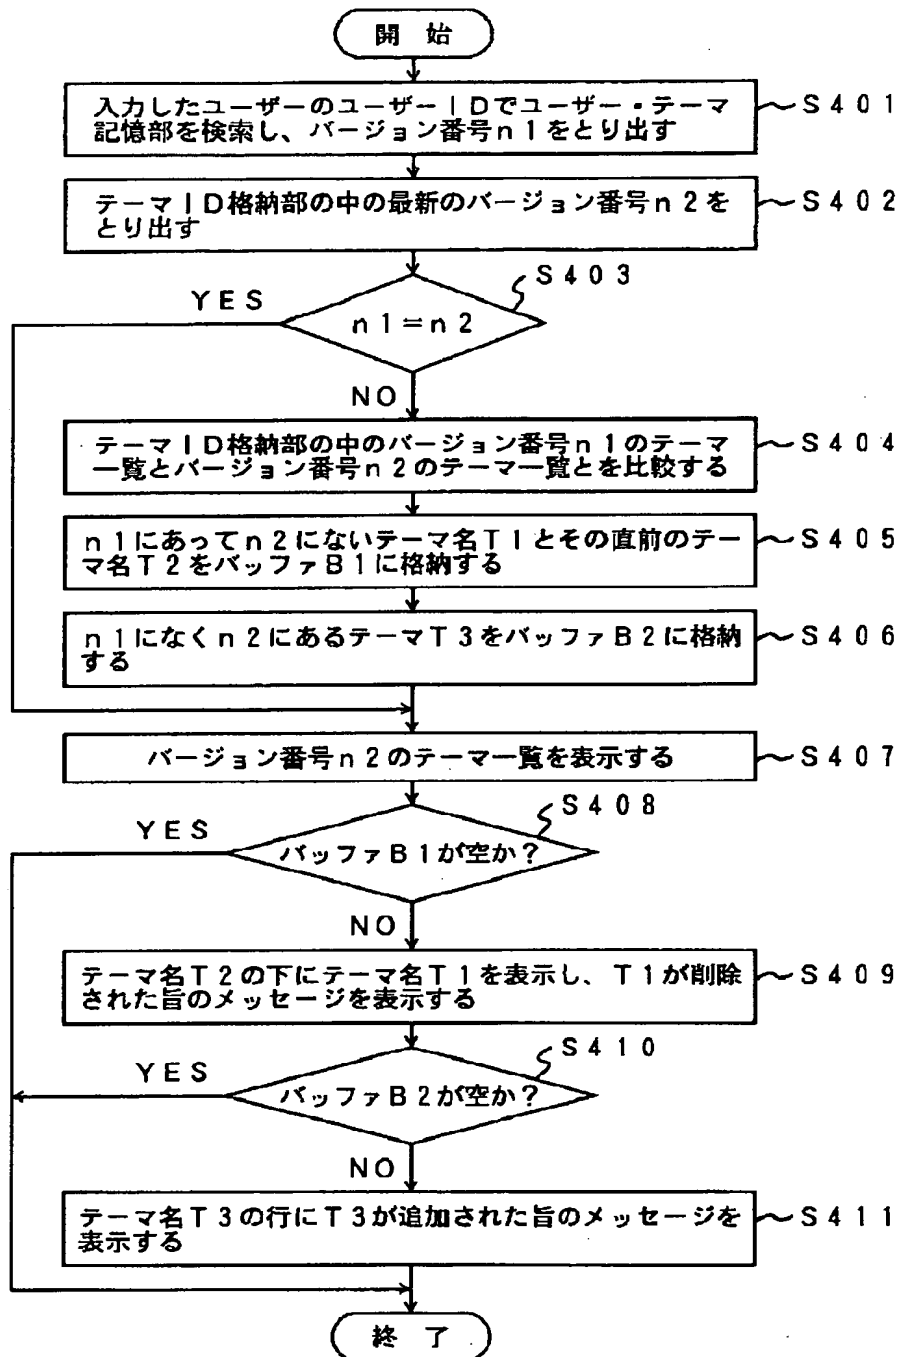 開　始
入力したユーザーのユーザーIDでユーザー・テーマ
記憶部を検索し、バージョン番号n1をとり出す
S401
テーマID格納部の中の最新のバージョン番号n2を
とり出す
S402
S403
YES
n1=n2
NO
テーマID格納部の中のバージョン番号n1のテーマ
一覧とバージョン番号n2のテーマ一覧とを比較する
S404
n1にあってn2にないテーマ名T1とその直前のテー
マ名T2をバッファB1に格納する
S405
n1になくn2にあるテーマT3をバッファB2に格納
する
S406
バージョン番号n2のテーマ一覧を表示する
S407
S408
YES
バッファB1が空か?
NO
テーマ名T2の下にテーマ名T1を表示し、T1が削除
された旨のメッセージを表示する
S409
S410
YES
バッファB2が空か?
NO
テーマ名T3の行にT3が追加された旨のメッセージを
表示する
S411
終　了